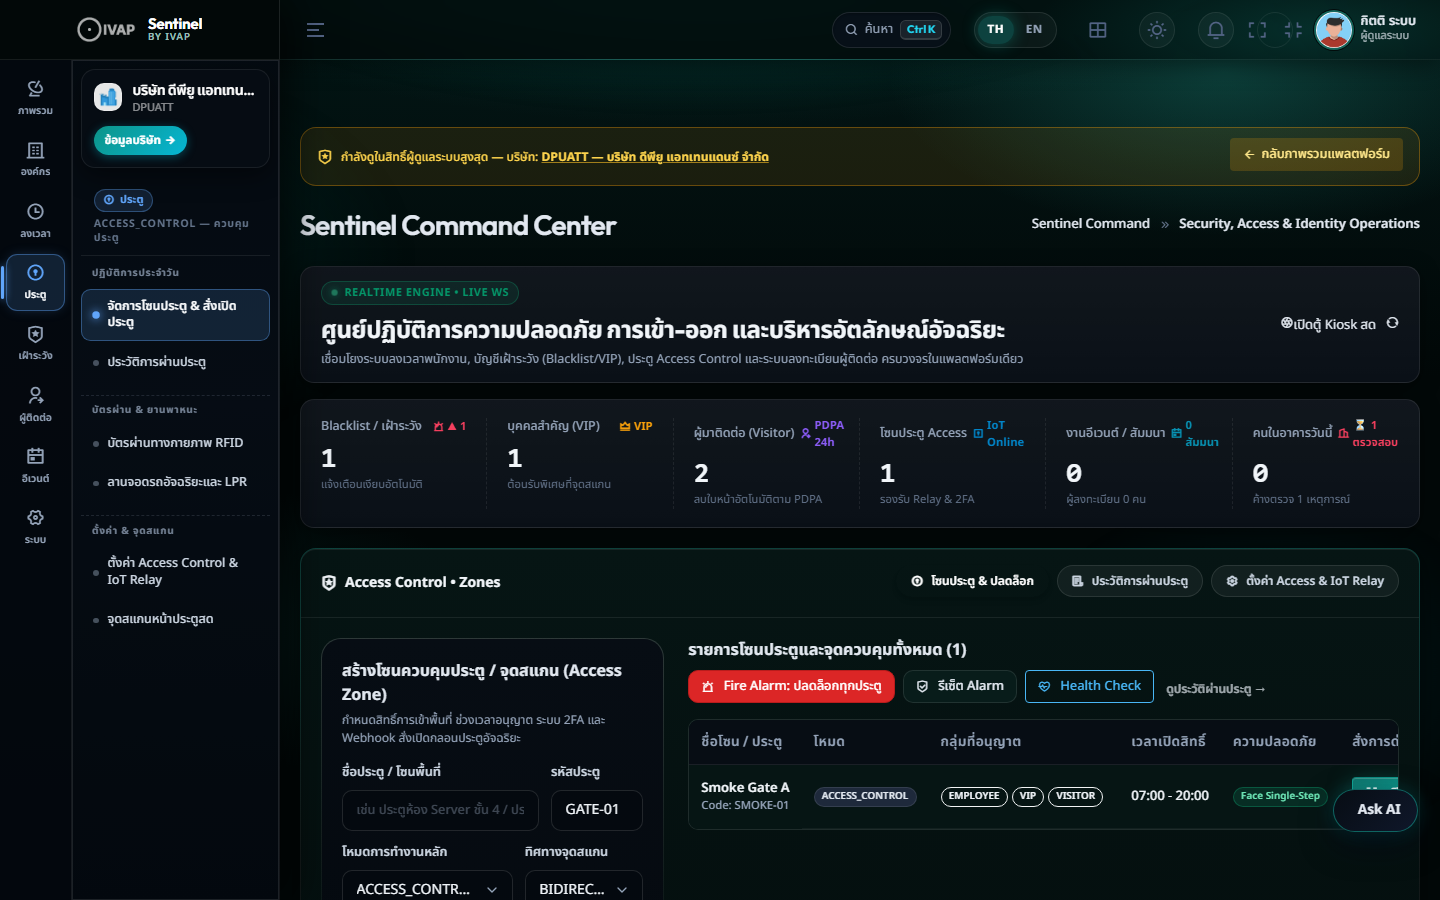 IVAP
Sentinel
BY IVAP
ค้นหา
Ctrl K
TH
EN
กิตติ ระบบ
ผู้ดูแลระบบ
ภาพรวม
องค์กร
ลงเวลา
ประตู
เฝ้าระวัง
ผู้ติดต่อ
อีเวนต์
ระบบ
บริษัท ดีพียู แอทเทน...
DPUATT
ข้อมูลบริษัท →
ประตู
ACCESS_CONTROL — ควบคุม
ประตู
ปฏิบัติการประจำวัน
จัดการโซนประตู & สั่งเปิด
ประตู
ประวัติการผ่านประตู
บัตรผ่าน & ยานพาหนะ
บัตรผ่านทางกายภาพ RFID
ลานจอดรถอัจฉริยะและ LPR
ตั้งค่า & จุดสแกน
ตั้งค่า Access Control &
IoT Relay
จุดสแกนหน้าประตูสด
กำลังดูในสิทธิ์ผู้ดูแลระบบสูงสุด — บริษัท: DPUATT — บริษัท ดีพียู แอทเทนแดนซ์ จำกัด
← กลับภาพรวมแพลตฟอร์ม
Sentinel Command Center
Sentinel Command » Security, Access & Identity Operations
REALTIME ENGINE • LIVE WS
ศูนย์ปฏิบัติการความปลอดภัย การเข้า-ออก และบริหารอัตลักษณ์อัจฉริยะ
เชื่อมโยงระบบลงเวลาพนักงาน, บัญชีเฝ้าระวัง (Blacklist/VIP), ประตู Access Control และระบบลงทะเบียนผู้ติดต่อ ครบวงจรในแพลตฟอร์มเดียว
เปิดตู้ Kiosk สด
Blacklist / เฝ้าระวัง ▲ 1
1
แจ้งเตือนเงียบอัตโนมัติ
บุคคลสำคัญ (VIP) VIP
1
ต้อนรับพิเศษที่จุดสแกน
ผู้มาติดต่อ (Visitor) PDPA 24h
2
ลบใบหน้าอัตโนมัติตาม PDPA
โซนประตู Access IoT Online
1
รองรับ Relay & 2FA
งานอีเวนต์ / สัมมนา 0 สัมมนา
0
ผู้ลงทะเบียน 0 คน
คนในอาคารวันนี้ ⏳ 1 ตรวจสอบ
0
ค้างตรวจ 1 เหตุการณ์
Access Control • Zones
โซนประตู & ปลดล็อก
ประวัติการผ่านประตู
ตั้งค่า Access & IoT Relay
สร้างโซนควบคุมประตู / จุดสแกน (Access
Zone)
กำหนดสิทธิ์การเข้าพื้นที่ ช่วงเวลาอนุญาต ระบบ 2FA และ
Webhook สั่งเปิดกลอนประตูอัจฉริยะ
ชื่อประตู / โซนพื้นที่
รหัสประตู
เช่น ประตูห้อง Server ชั้น 4 / ปร
GATE-01
โหมดการทำงานหลัก
ทิศทางจุดสแกน
ACCESS_CONTR...
BIDIREC...
รายการโซนประตูและจุดควบคุมทั้งหมด (1)
Fire Alarm: ปลดล็อกทุกประตู
รีเซ็ต Alarm
Health Check
ดูประวัติผ่านประตู →
ชื่อโซน / ประตู
โหมด
กลุ่มที่อนุญาต
เวลาเปิดสิทธิ์
ความปลอดภัย
สั่งการด่
Smoke Gate A
Code: SMOKE-01
ACCESS_CONTROL
EMPLOYEE
VIP
VISITOR
07:00 - 20:00
Face Single-Step
Ask AI